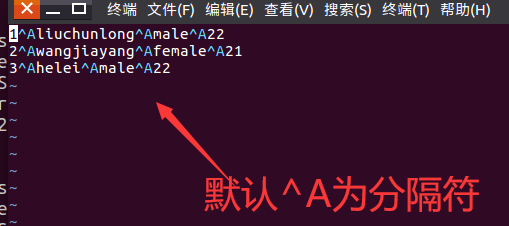 终端 文件(F) 编辑(E) 查看(V) 搜索(S) 终端(T) 帮助(H)
1^Aliuchunlong^Amale^A22
2^Awangjiayang^Afemale^A21
3^Ahelei^Amale^A22
~
~
~
~
~
~
~
~
~
默认^A为分隔符